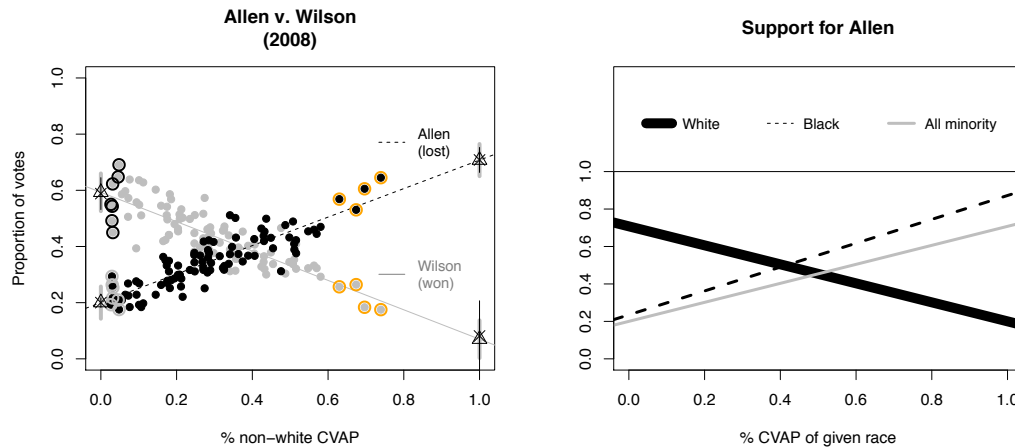 Allen v. Wilson
(2008)
Proportion of votes
1.0
0.8
0.6
0.4
0.2
0.0
Allen
(lost)
Wilson
(won)
0.0 0.2 0.4 0.6 0.8 1.0
% non−white CVAP
Support for Allen
White Black All minority
1.0
0.8
0.6
0.4
0.2
0.0
0.0 0.2 0.4 0.6 0.8 1.0
% CVAP of given race